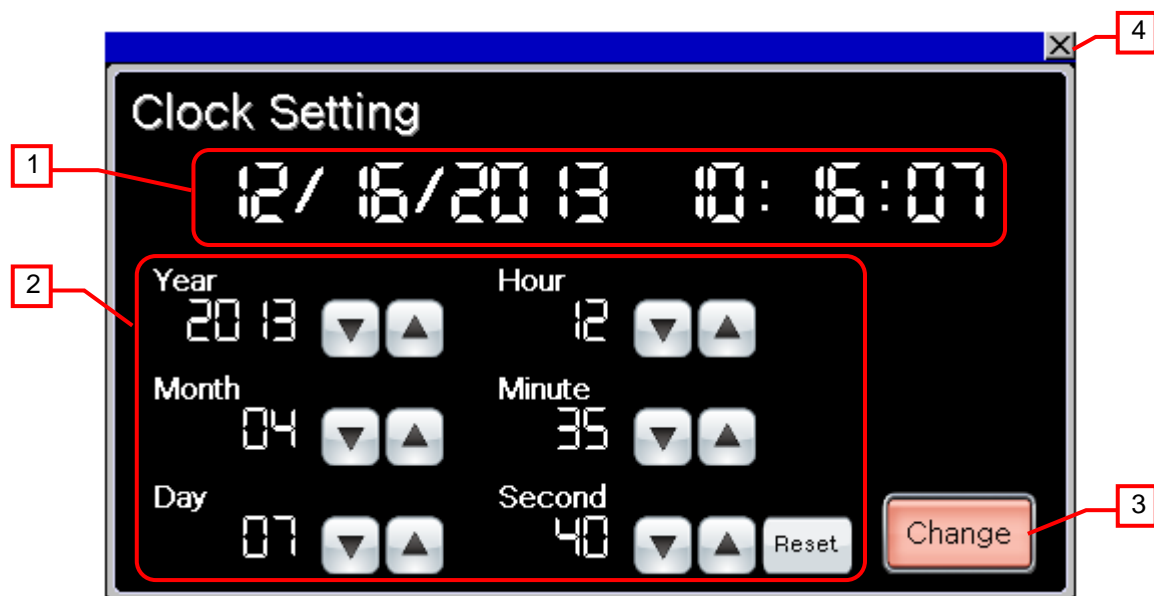 4
Clock Setting
1
12/16/2013 10:16:07
2
Year Hour
2013 12
Month Minute
04 35
Day Second
07 40 Reset
Change
3